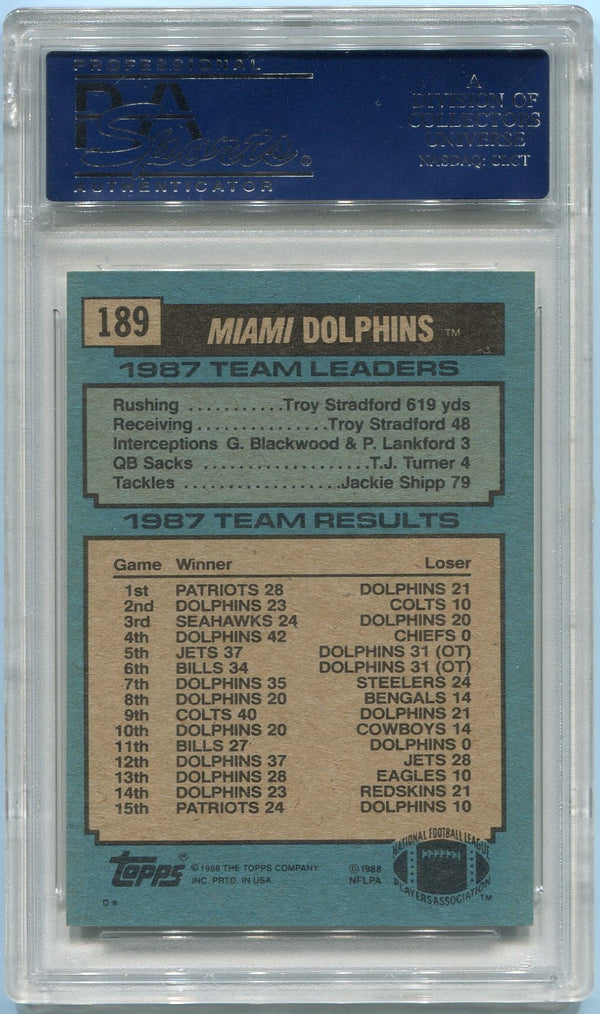 PROFESSIONAL
PSA
Sports®
AUTHENTICATOR
A
DIVISION OF
COLLECTORS
UNIVERSE
NASDAQ: CLCT
189
MIAMI DOLPHINS ™
1987 TEAM LEADERS
Rushing ...........Troy Stradford 619 yds
Receiving...............Troy Stradford 48
Interceptions G. Blackwood & P. Lankford 3
QB Sacks ...................T.J. Turner 4
Tackles ..................Jackie Shipp 79
1987 TEAM RESULTS
Game Winner Loser
1st PATRIOTS 28 DOLPHINS 21
2nd DOLPHINS 23 COLTS 10
3rd SEAHAWKS 24 DOLPHINS 20
4th DOLPHINS 42 CHIEFS 0
5th JETS 37 DOLPHINS 31 (OT)
6th BILLS 34 DOLPHINS 31 (OT)
7th DOLPHINS 35 STEELERS 24
8th DOLPHINS 20 BENGALS 14
9th COLTS 40 DOLPHINS 21
10th DOLPHINS 20 COWBOYS 14
11th BILLS 27 DOLPHINS 0
12th DOLPHINS 37 JETS 28
13th DOLPHINS 28 EAGLES 10
14th DOLPHINS 23 REDSKINS 21
15th PATRIOTS 24 DOLPHINS 10
Topps® © 1988 THE TOPPS COMPANY,
INC. PRTD. IN USA
© 1988
NFLPA
NATIONAL FOOTBALL LEAGUE
PLAYERS ASSOCIATION ™
D*